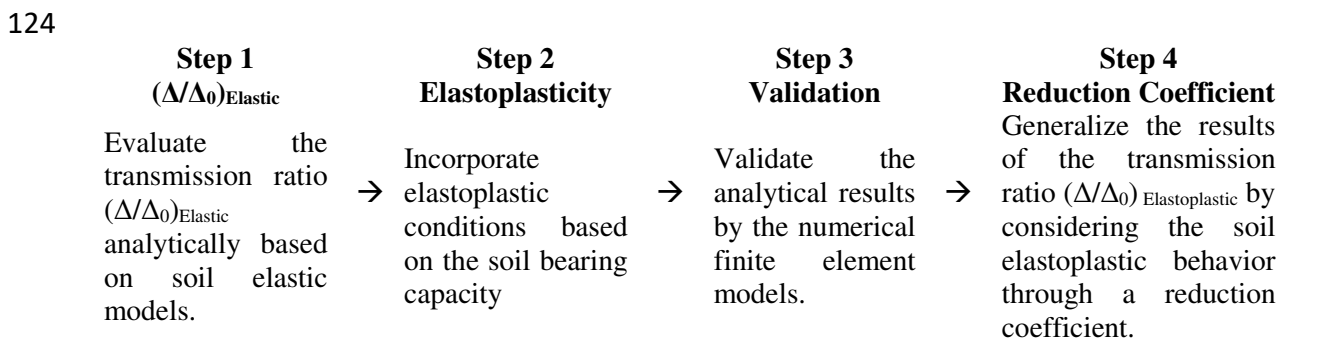 124
Step 1
(Δ/Δ0)Elastic
Evaluate the
transmission ratio
(Δ/Δ0)Elastic
analytically based
on soil elastic
models.
→
Step 2
Elastoplasticity
Incorporate
elastoplastic
conditions based
on the soil bearing
capacity
→
Step 3
Validation
Validate the
analytical results
by the numerical
finite element
models.
→
Step 4
Reduction Coefficient
Generalize the results
of the transmission
ratio (Δ/Δ0) Elastoplastic by
considering the soil
elastoplastic behavior
through a reduction
coefficient.